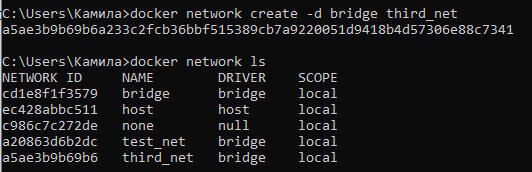 C:\Users\Камила>docker network create -d bridge third_net
a5ae3b9b69b6a233c2fcb36bbf515389cb7a9220051d9418b4d57306e88c7341
C:\Users\Камила>docker network ls
NETWORK ID NAME DRIVER SCOPE
cd1e8f1f3579 bridge bridge local
ec428abbc511 host host local
c986c7c272de none null local
a20863d6b2dc test_net bridge local
a5ae3b9b69b6 third_net bridge local